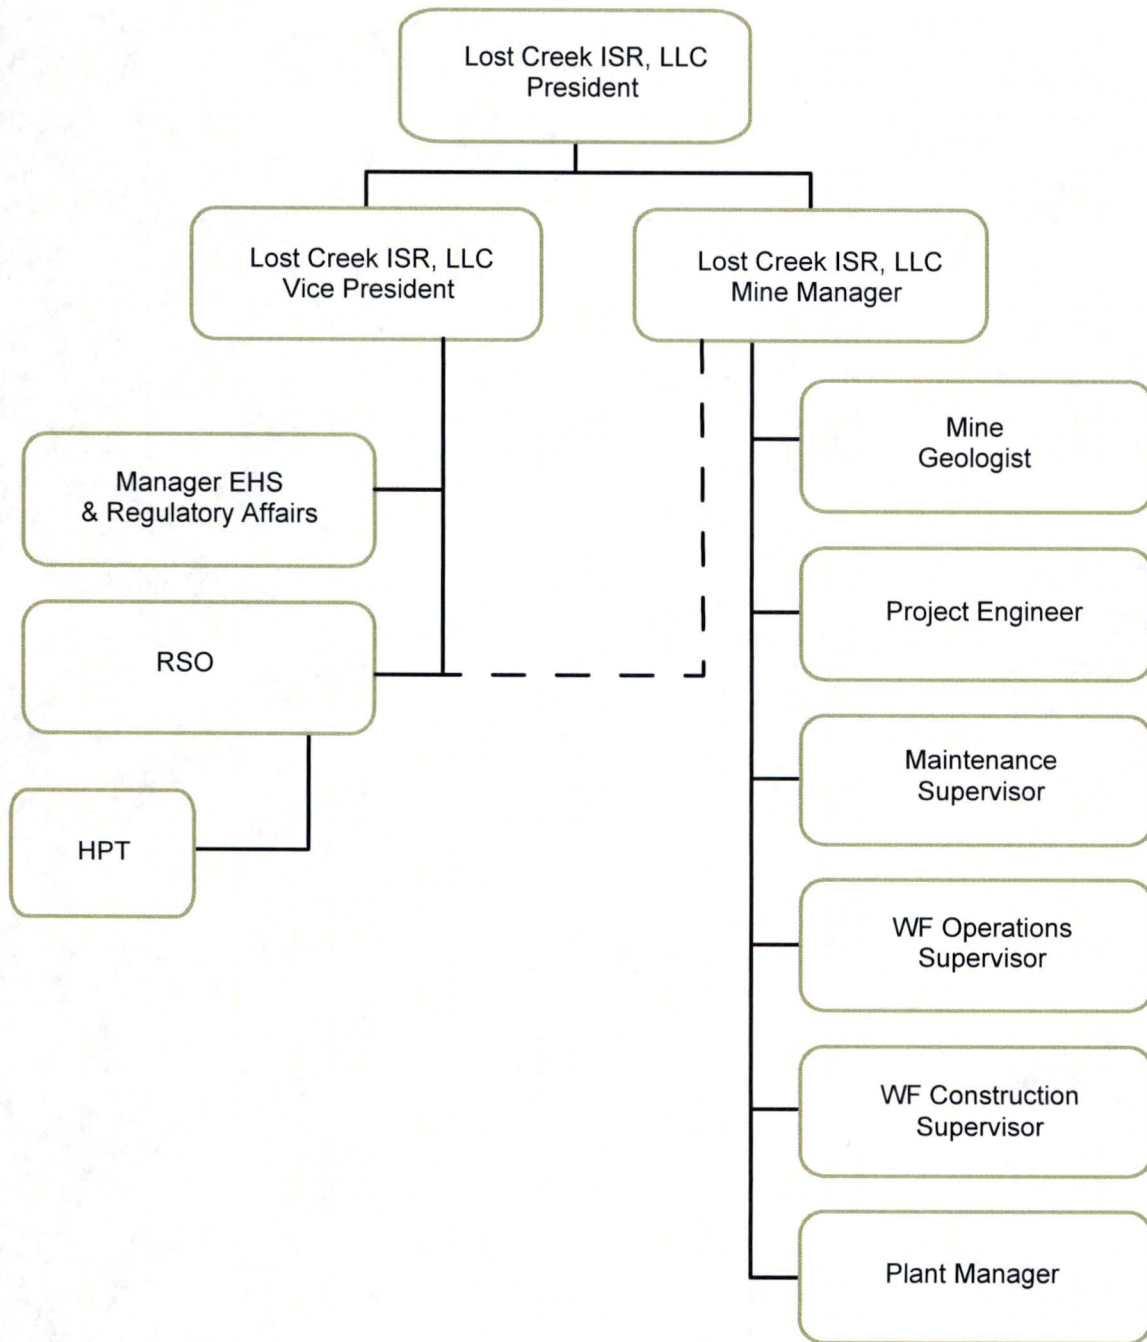 Lost Creek ISR, LLC
President
Lost Creek ISR, LLC
Vice President
Lost Creek ISR, LLC
Mine Manager
Manager EHS
& Regulatory Affairs
RSO
HPT
Mine
Geologist
Project Engineer
Maintenance
Supervisor
WF Operations
Supervisor
WF Construction
Supervisor
Plant Manager